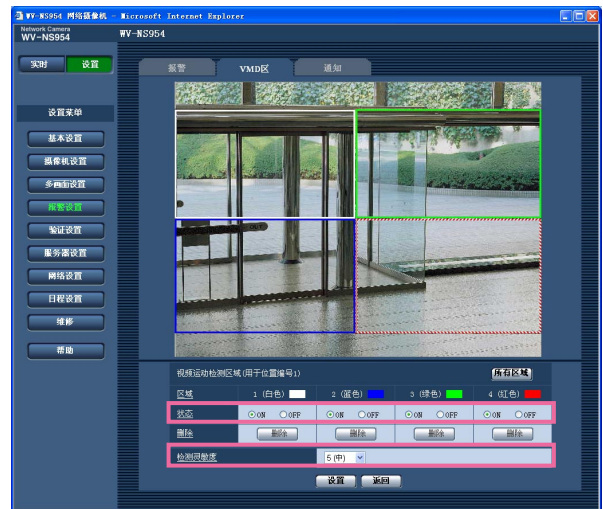 WV-NS954 网络摄像机 - Microsoft Internet Explorer
Network Camera
WV-NS954
WV-NS954
实时 设置
报警 VMD区 通知
设置菜单
基本设置
摄像机设置
多画面设置
报警设置
验证设置
服务器设置
网络设置
日程设置
维修
帮助
OUT
视频运动检测区域(用于位置编号1) 所有区域
区域 1 (白色) 2 (蓝色) 3 (绿色) 4 (红色)
状态 ON OFF ON OFF ON OFF ON OFF
删除 删除 删除 删除 删除
检测灵敏度 5 (中)
设置 返回